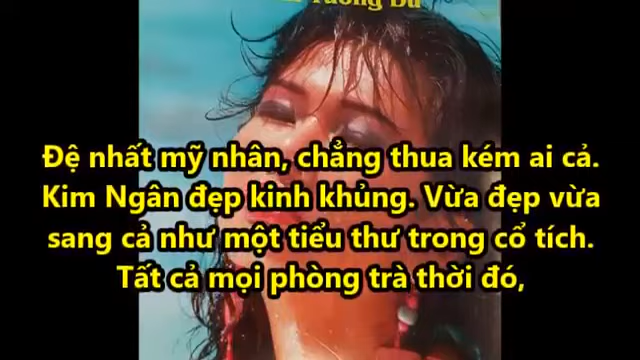 Tường Du
Đệ nhất mỹ nhân, chẳng thua kém ai cả.
Kim Ngân đẹp kinh khủng. Vừa đẹp vừa
sang cả như một tiểu thư trong cổ tích.
Tất cả mọi phòng trà thời đó,